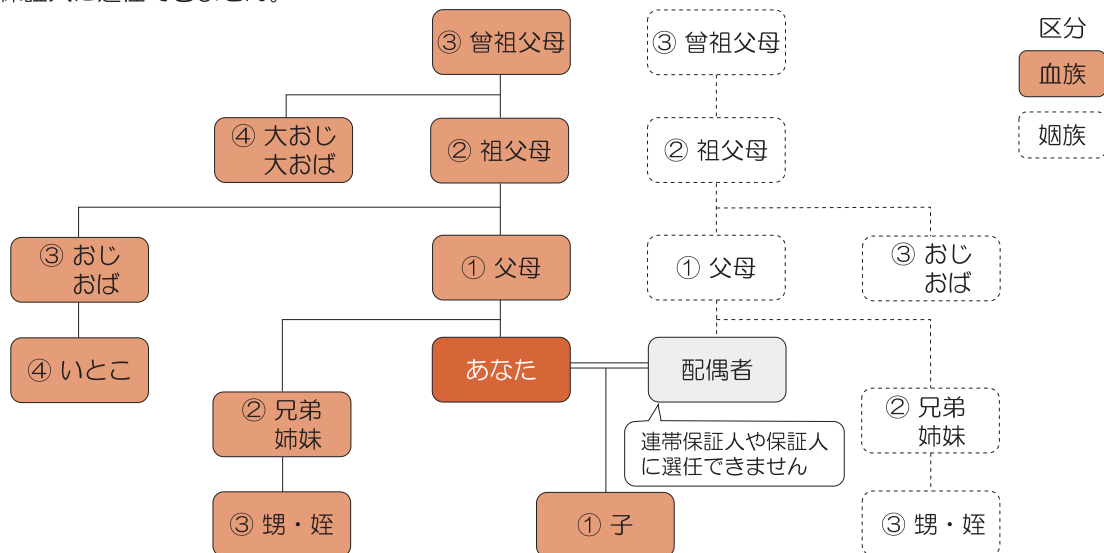 ③ 曾祖父母
③ 曾祖父母
区分
血族
④ 大おじ
大おば
② 祖父母
② 祖父母
姻族
③ おじ
おば
① 父母
① 父母
③ おじ
おば
④ いとこ
あなた
配偶者
② 兄弟
姉妹
連帯保証人や保証人
に選任できません
② 兄弟
姉妹
③ 甥・姪
① 子
③ 甥・姪